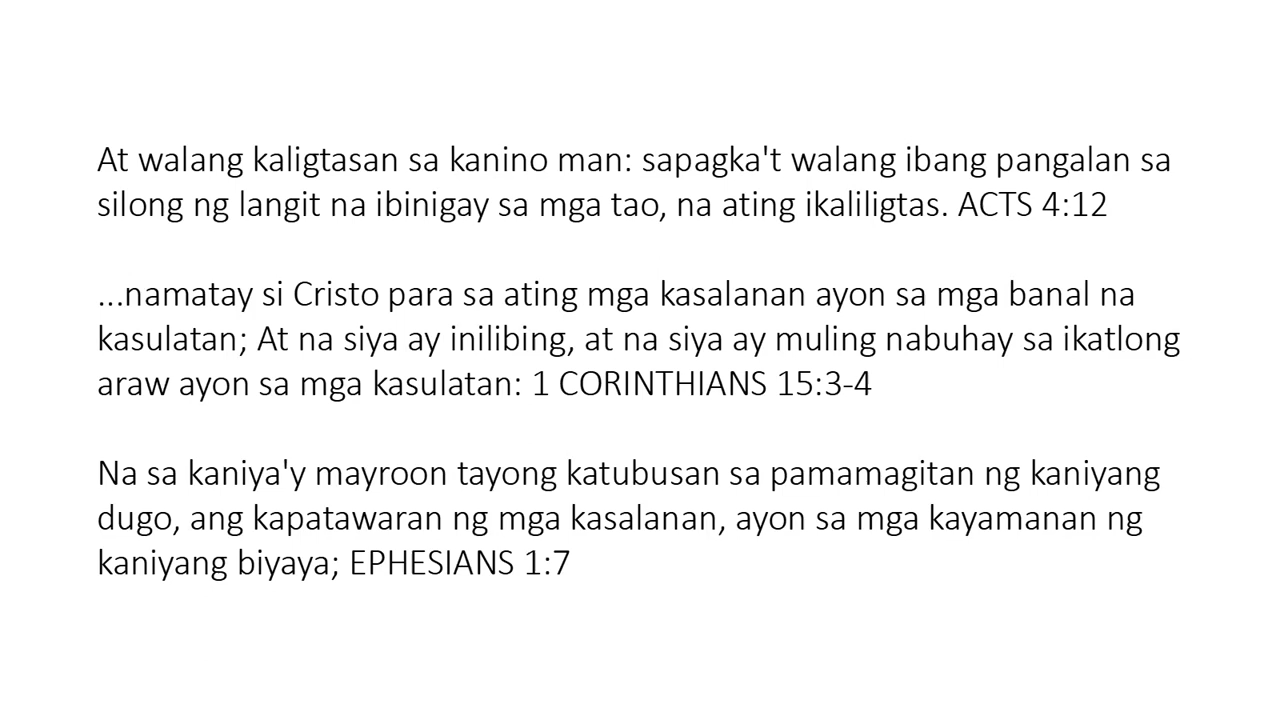 At walang kaligtasan sa kanino man: sapagka't walang ibang pangalan sa
silong ng langit na ibinigay sa mga tao, na ating ikaliligtas. ACTS 4:12
...namatay si Cristo para sa ating mga kasalanan ayon sa mga banal na
kasulatan; At na siya ay inilibing, at na siya ay muling nabuhay sa ikatlong
araw ayon sa mga kasulatan: 1 CORINTHIANS 15:3-4
Na sa kaniya'y mayroon tayong katubusan sa pamamagitan ng kaniyang
dugo, ang kapatawaran ng mga kasalanan, ayon sa mga kayamanan ng
kaniyang biyaya; EPHESIANS 1:7